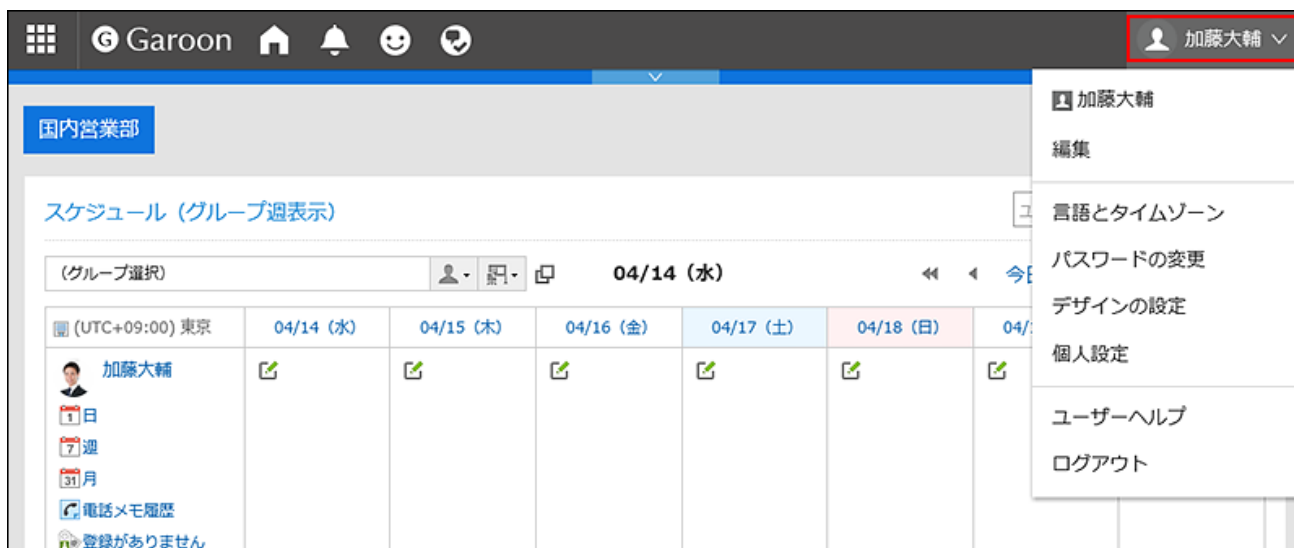 Garoon
加藤大輔
加藤大輔
編集
言語とタイムゾーン
パスワードの変更
デザインの設定
個人設定
ユーザーヘルプ
ログアウト
国内営業部
スケジュール（グループ週表示）
（グループ選択）
04/14（水）
(UTC+09:00) 東京
04/14（水）
04/15（木）
04/16（金）
04/17（土）
04/18（日）
加藤大輔
1 日
7 週
31 月
電話メモ履歴
登録がありません